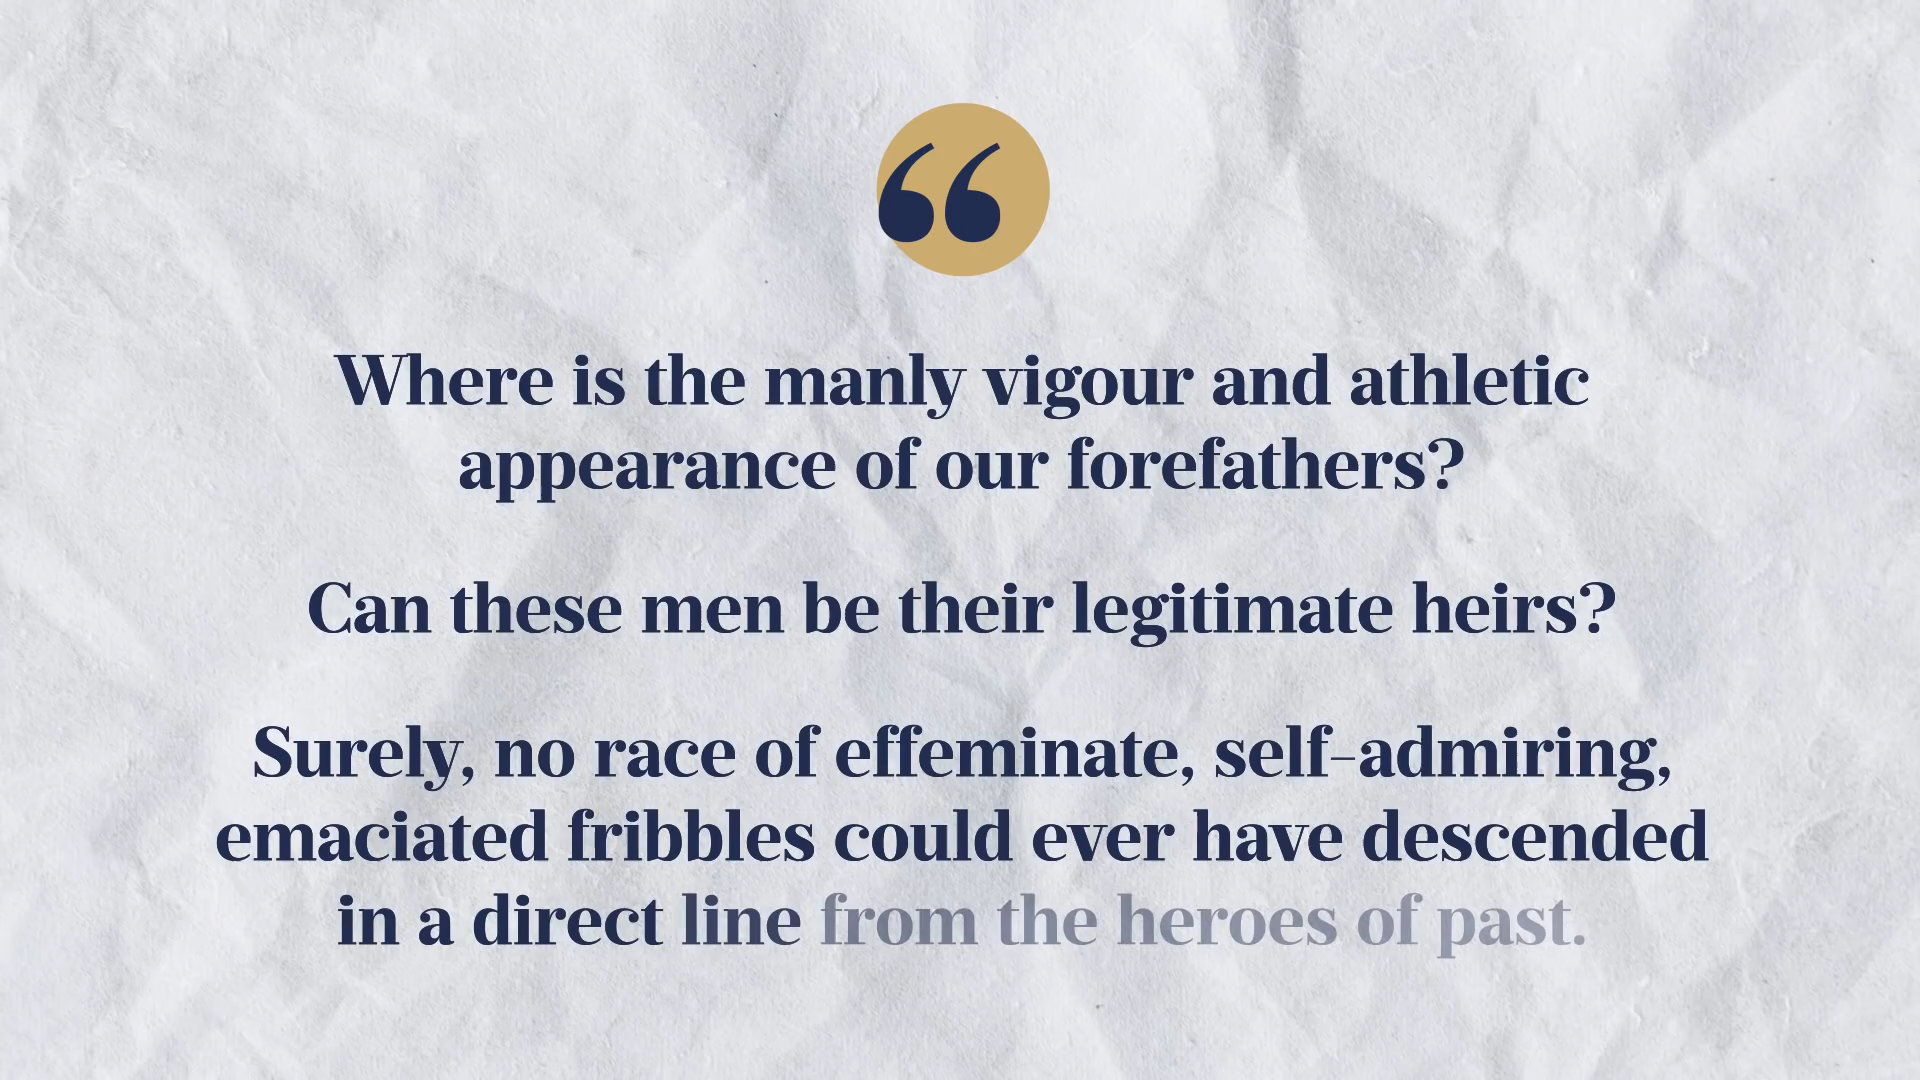 “
Where is the manly vigour and athletic
appearance of our forefathers?
Can these men be their legitimate heirs?
Surely, no race of effeminate, self-admiring,
emaciated fribbles could ever have descended
in a direct line from the heroes of past.